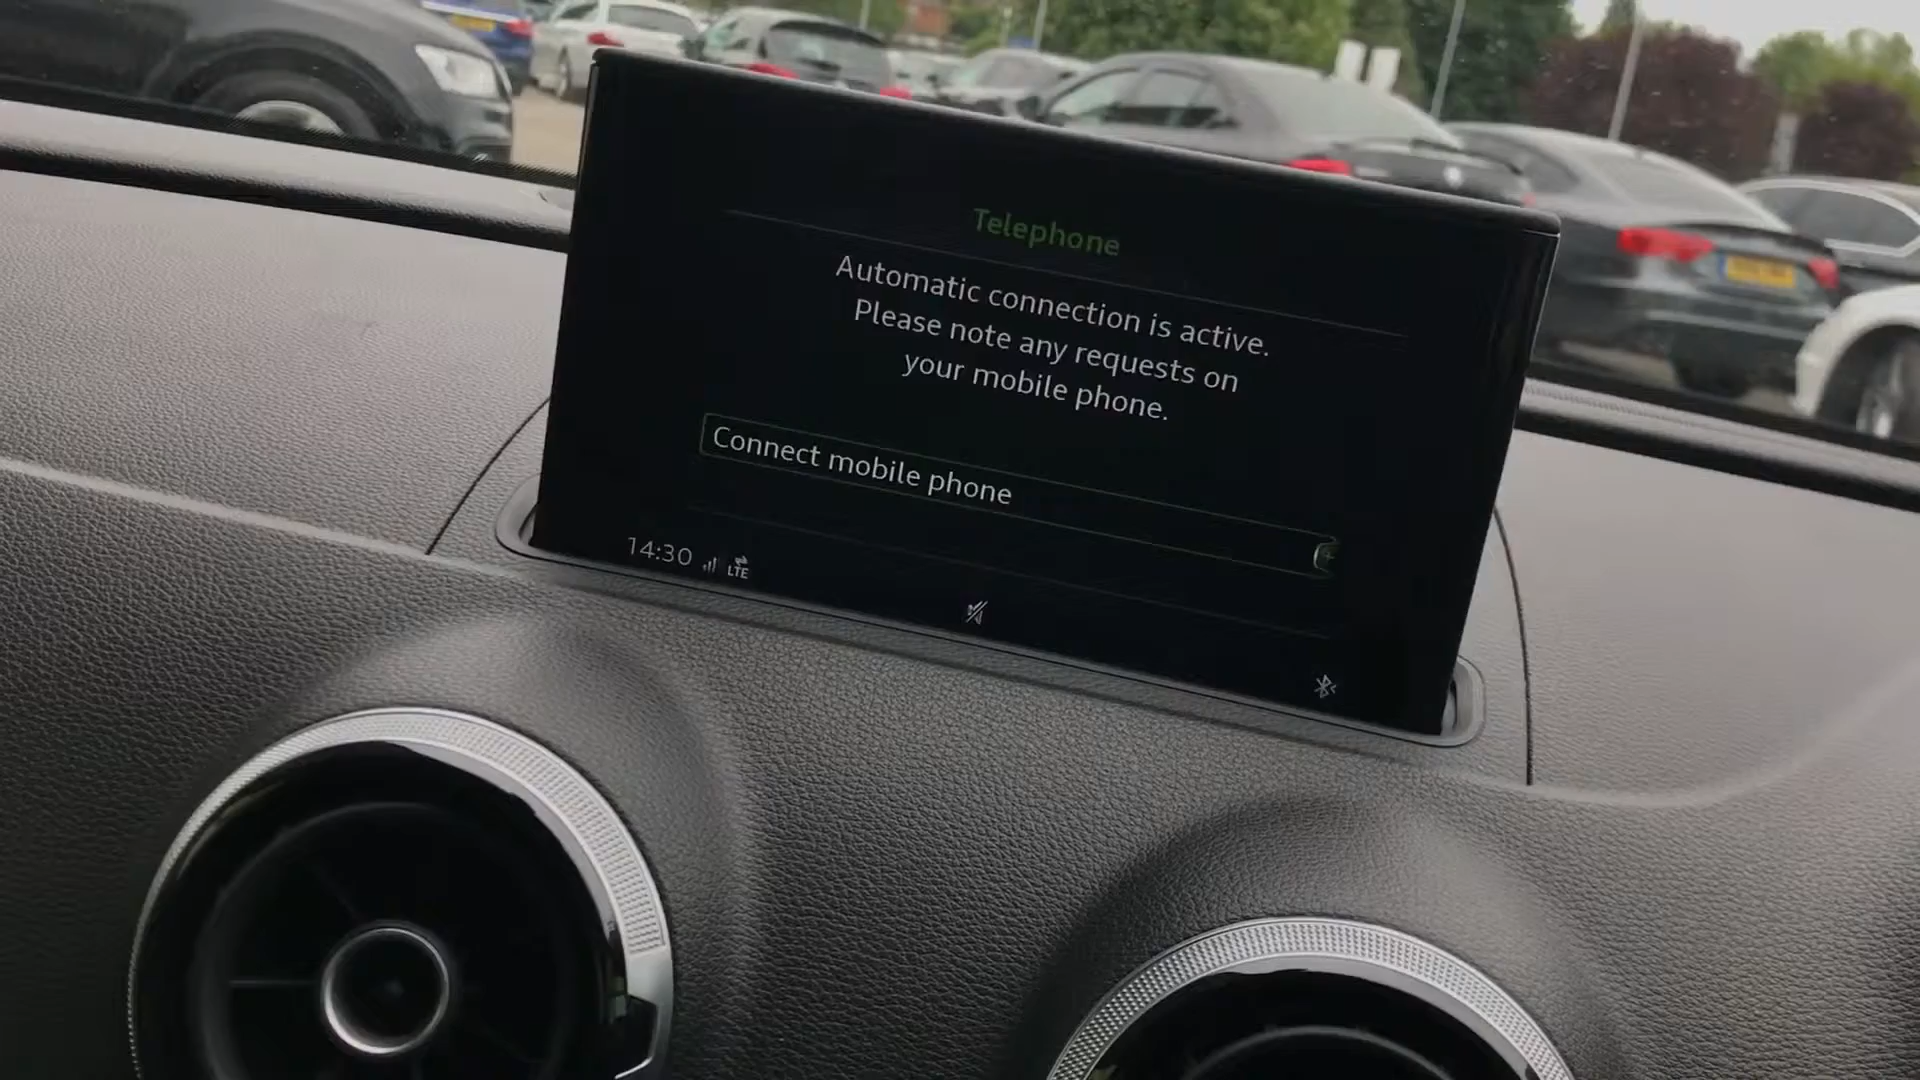 Telephone
Automatic connection is active.
Please note any requests on
your mobile phone.
Connect mobile phone
14:30 LTE